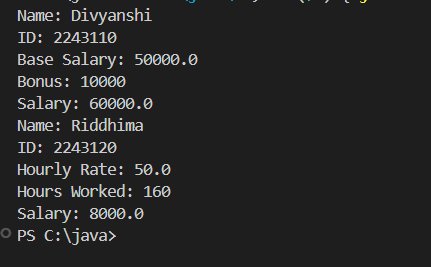 Name: Divyanshi
ID: 2243110
Base Salary: 50000.0
Bonus: 10000
Salary: 60000.0
Name: Riddhima
ID: 2243120
Hourly Rate: 50.0
Hours Worked: 160
Salary: 8000.0
PS C:\java>